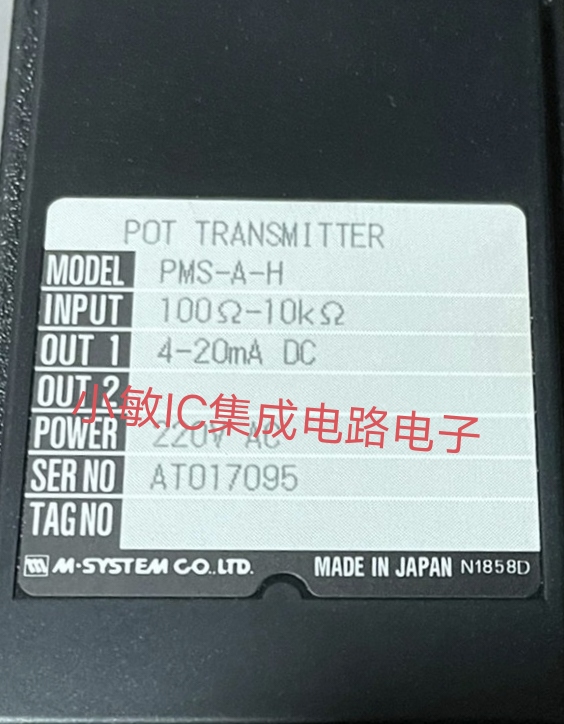 POT TRANSMITTER
MODEL PMS-A-H
INPUT 100Ω-10kΩ
OUT 1 4-20mA DC
OUT 2
小敏IC集成电路电子
POWER 220V AC
SER NO AT017095
TAG NO
M-SYSTEM CO.,LTD. MADE IN JAPAN N1858D